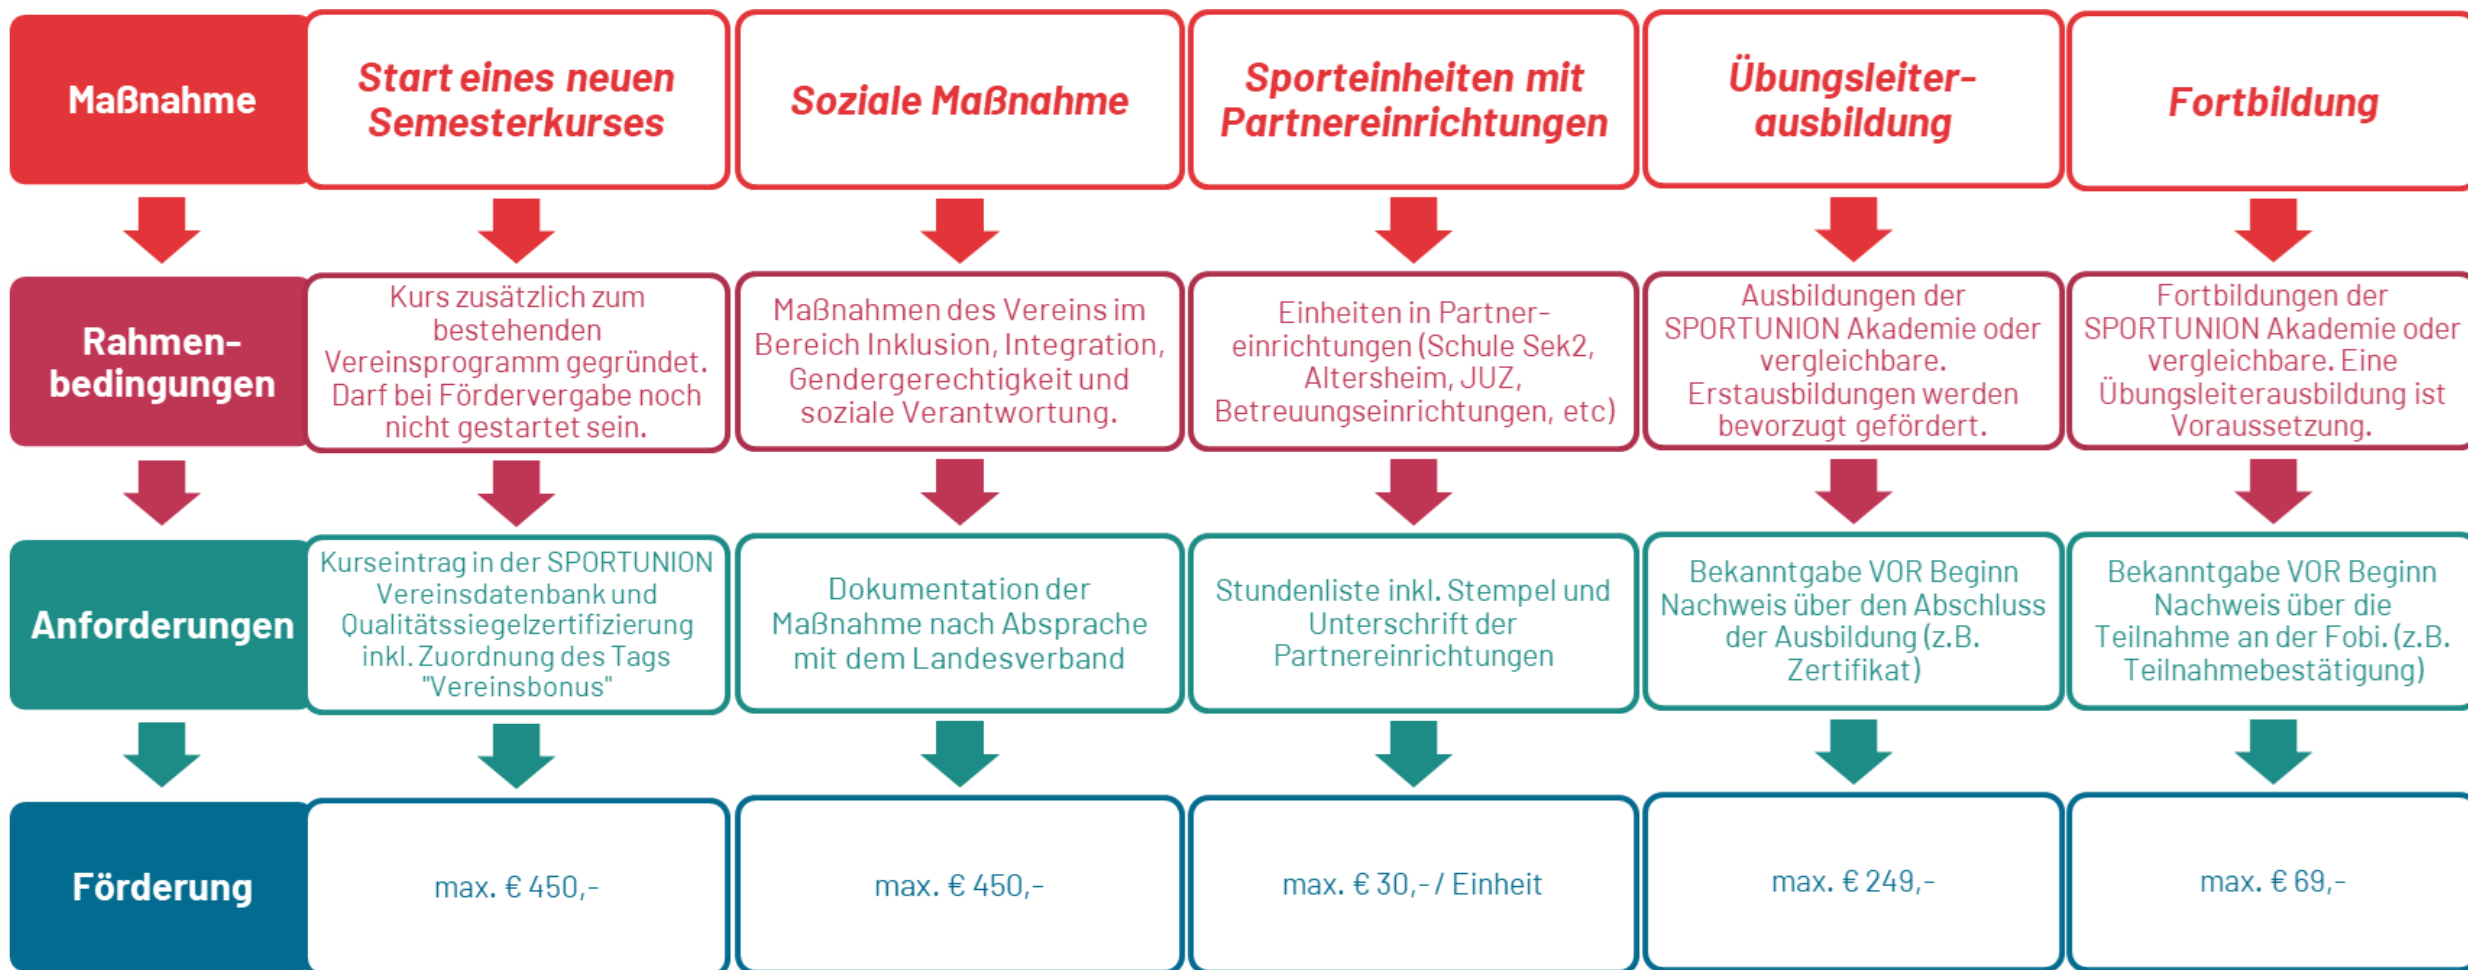 Maßnahme
Start eines neuen
Semesterkurses
Soziale Maßnahme
Sporteinheiten mit
Partnereinrichtungen
Übungsleiter-
ausbildung
Fortbildung
Rahmen-
bedingungen
Kurs zusätzlich zum
bestehenden
Vereinsprogramm gegründet.
Darf bei Fördervergabe noch
nicht gestartet sein.
Maßnahmen des Vereins im
Bereich Inklusion, Integration,
Gendergerechtigkeit und
soziale Verantwortung.
Einheiten in Partner-
einrichtungen (Schule Sek2,
Altersheim, JUZ,
Betreuungseinrichtungen, etc)
Ausbildungen der
SPORTUNION Akademie oder
vergleichbare.
Erstausbildungen werden
bevorzugt gefördert.
Fortbildungen der
SPORTUNION Akademie oder
vergleichbare. Eine
Übungsleiterausbildung ist
Voraussetzung.
Anforderungen
Kurseintrag in der SPORTUNION
Vereinsdatenbank und
Qualitätssiegelzertifizierung
inkl. Zuordnung des Tags
"Vereinsbonus"
Dokumentation der
Maßnahme nach Absprache
mit dem Landesverband
Stundenliste inkl. Stempel und
Unterschrift der
Partnereinrichtungen
Bekanntgabe VOR Beginn
Nachweis über den Abschluss
der Ausbildung (z.B.
Zertifikat)
Bekanntgabe VOR Beginn
Nachweis über die
Teilnahme an der Fobi. (z.B.
Teilnahmebestätigung)
Förderung
max. € 450,-
max. € 450,-
max. € 30,- / Einheit
max. € 249,-
max. € 69,-